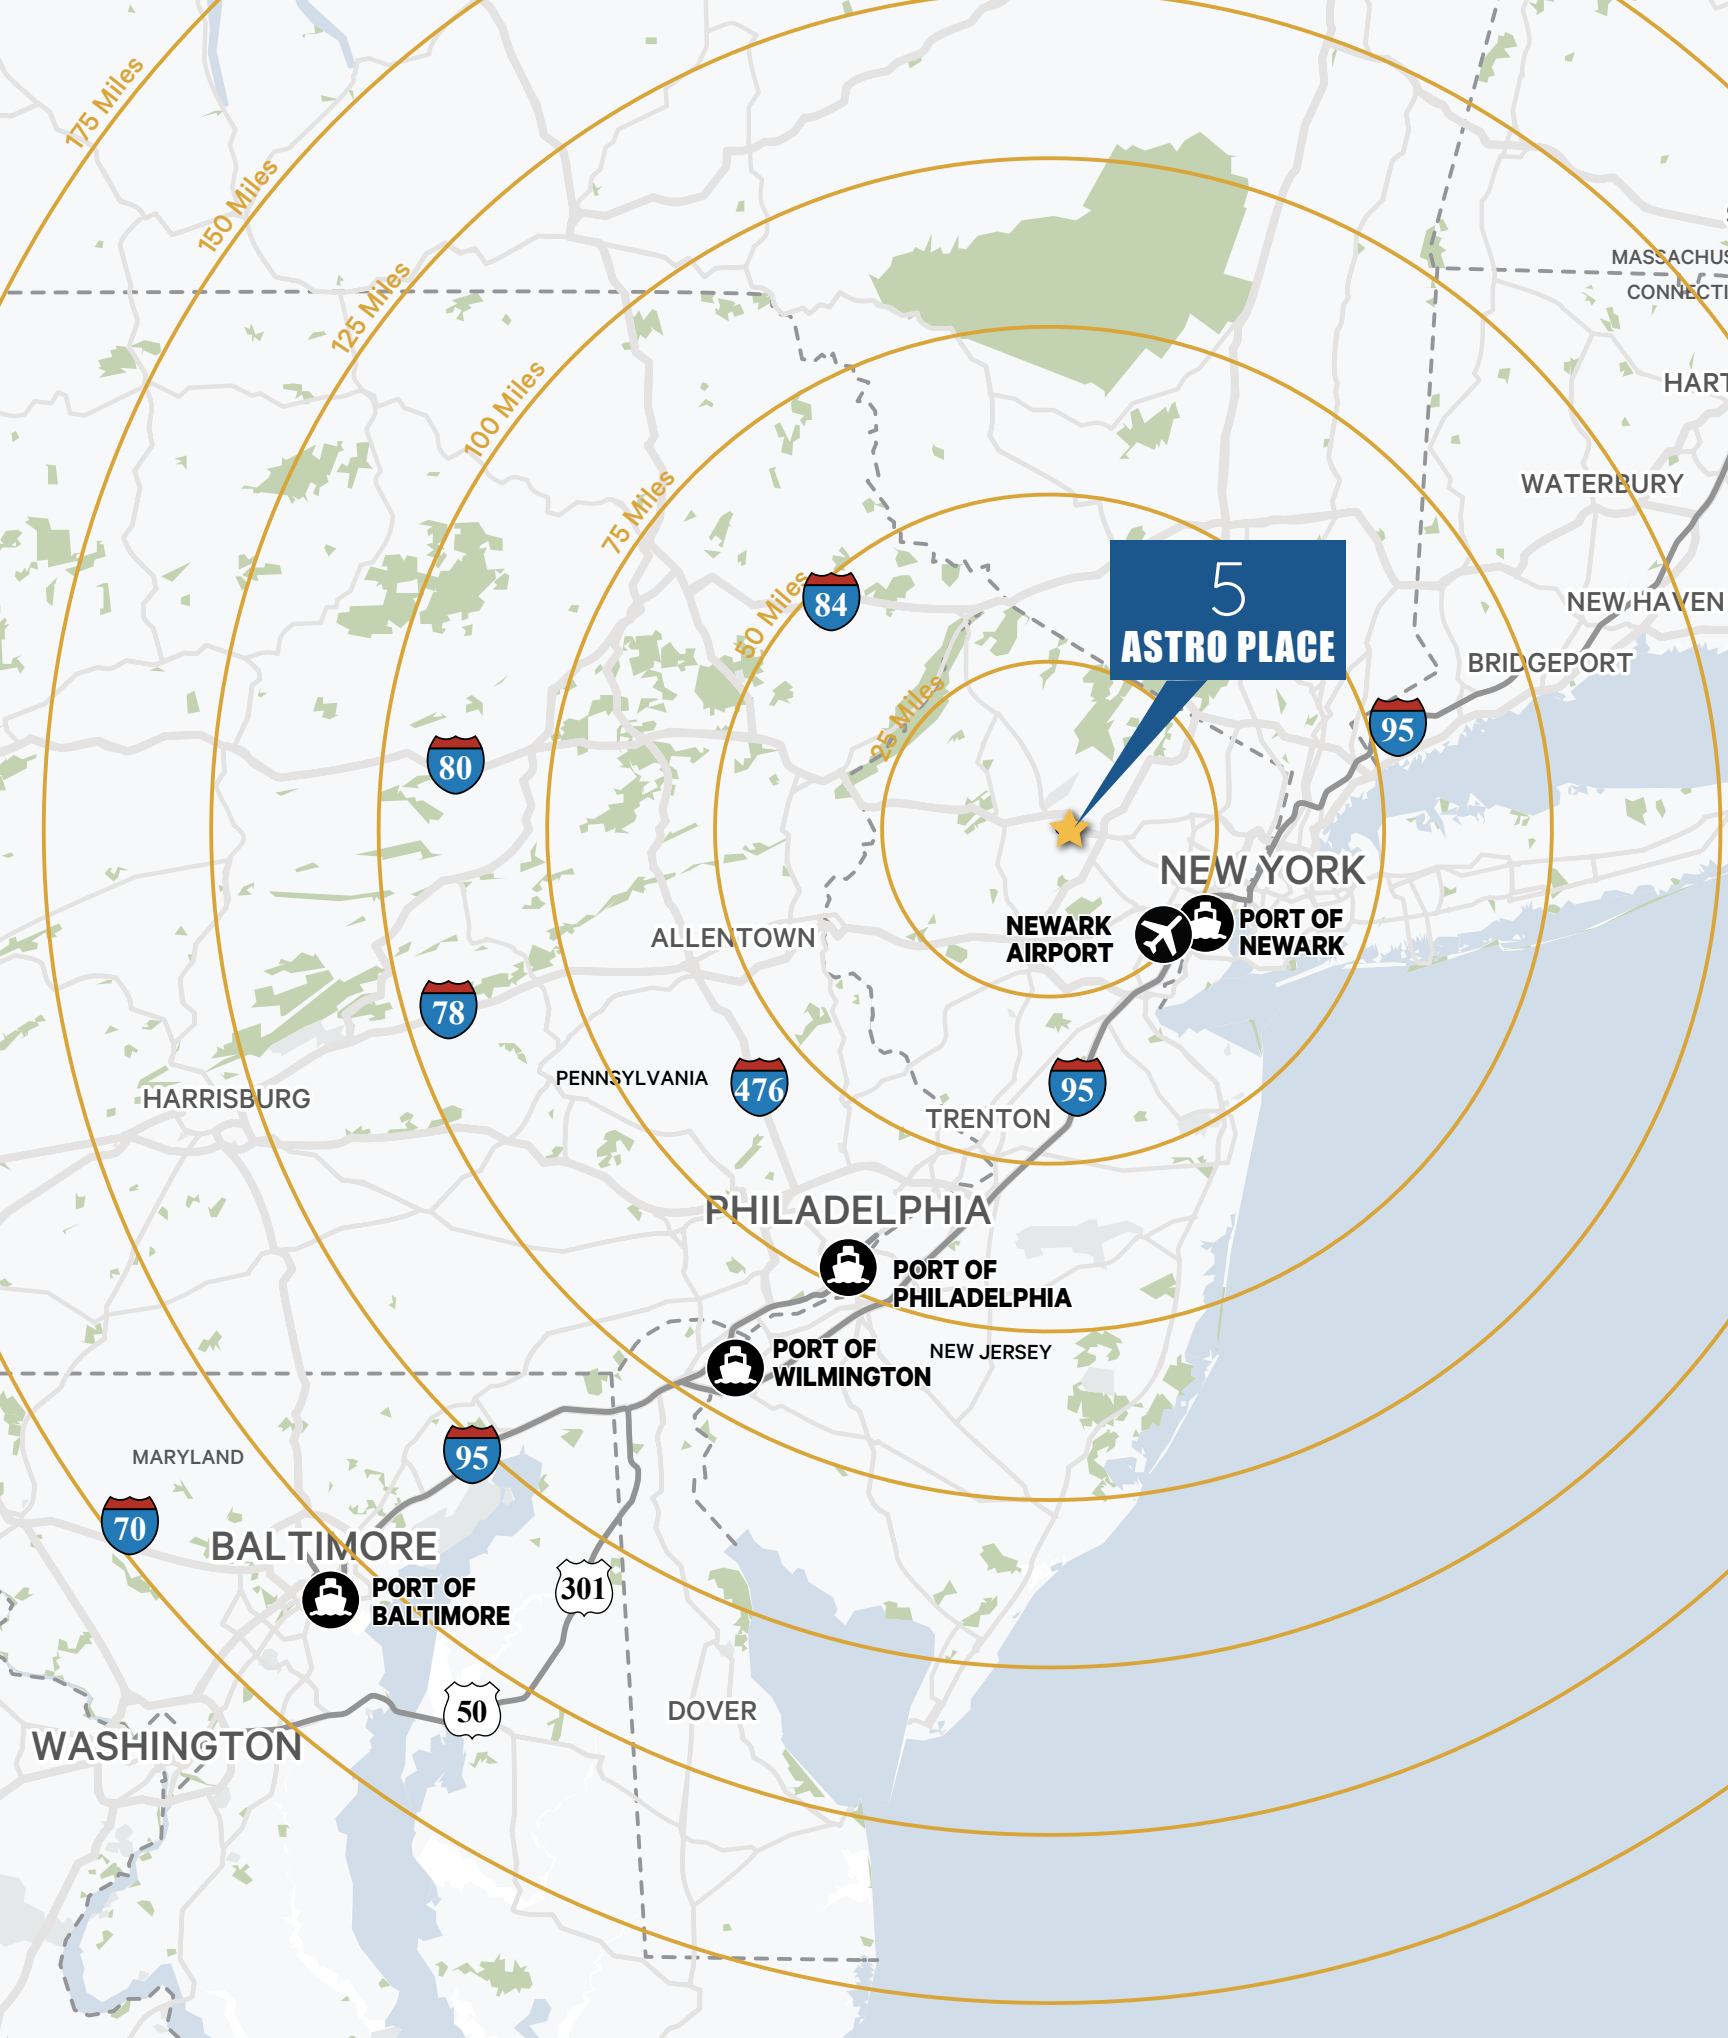 175 Miles
150 Miles
MASSACHUS
CONNECTI
125 Miles
100 Miles
HART
75 Miles
WATERBURY
50 Miles
84
5
ASTRO PLACE
NEW HAVEN
BRIDGEPORT
25 Miles
95
80
NEW YORK
NEWARK
AIRPORT
PORT OF
NEWARK
ALLENTOWN
78
PENNSYLVANIA
476
95
HARRISBURG
TRENTON
PHILADELPHIA
PORT OF
PHILADELPHIA
PORT OF
WILMINGTON
NEW JERSEY
MARYLAND
95
70
BALTIMORE
PORT OF
BALTIMORE
301
50
DOVER
WASHINGTON